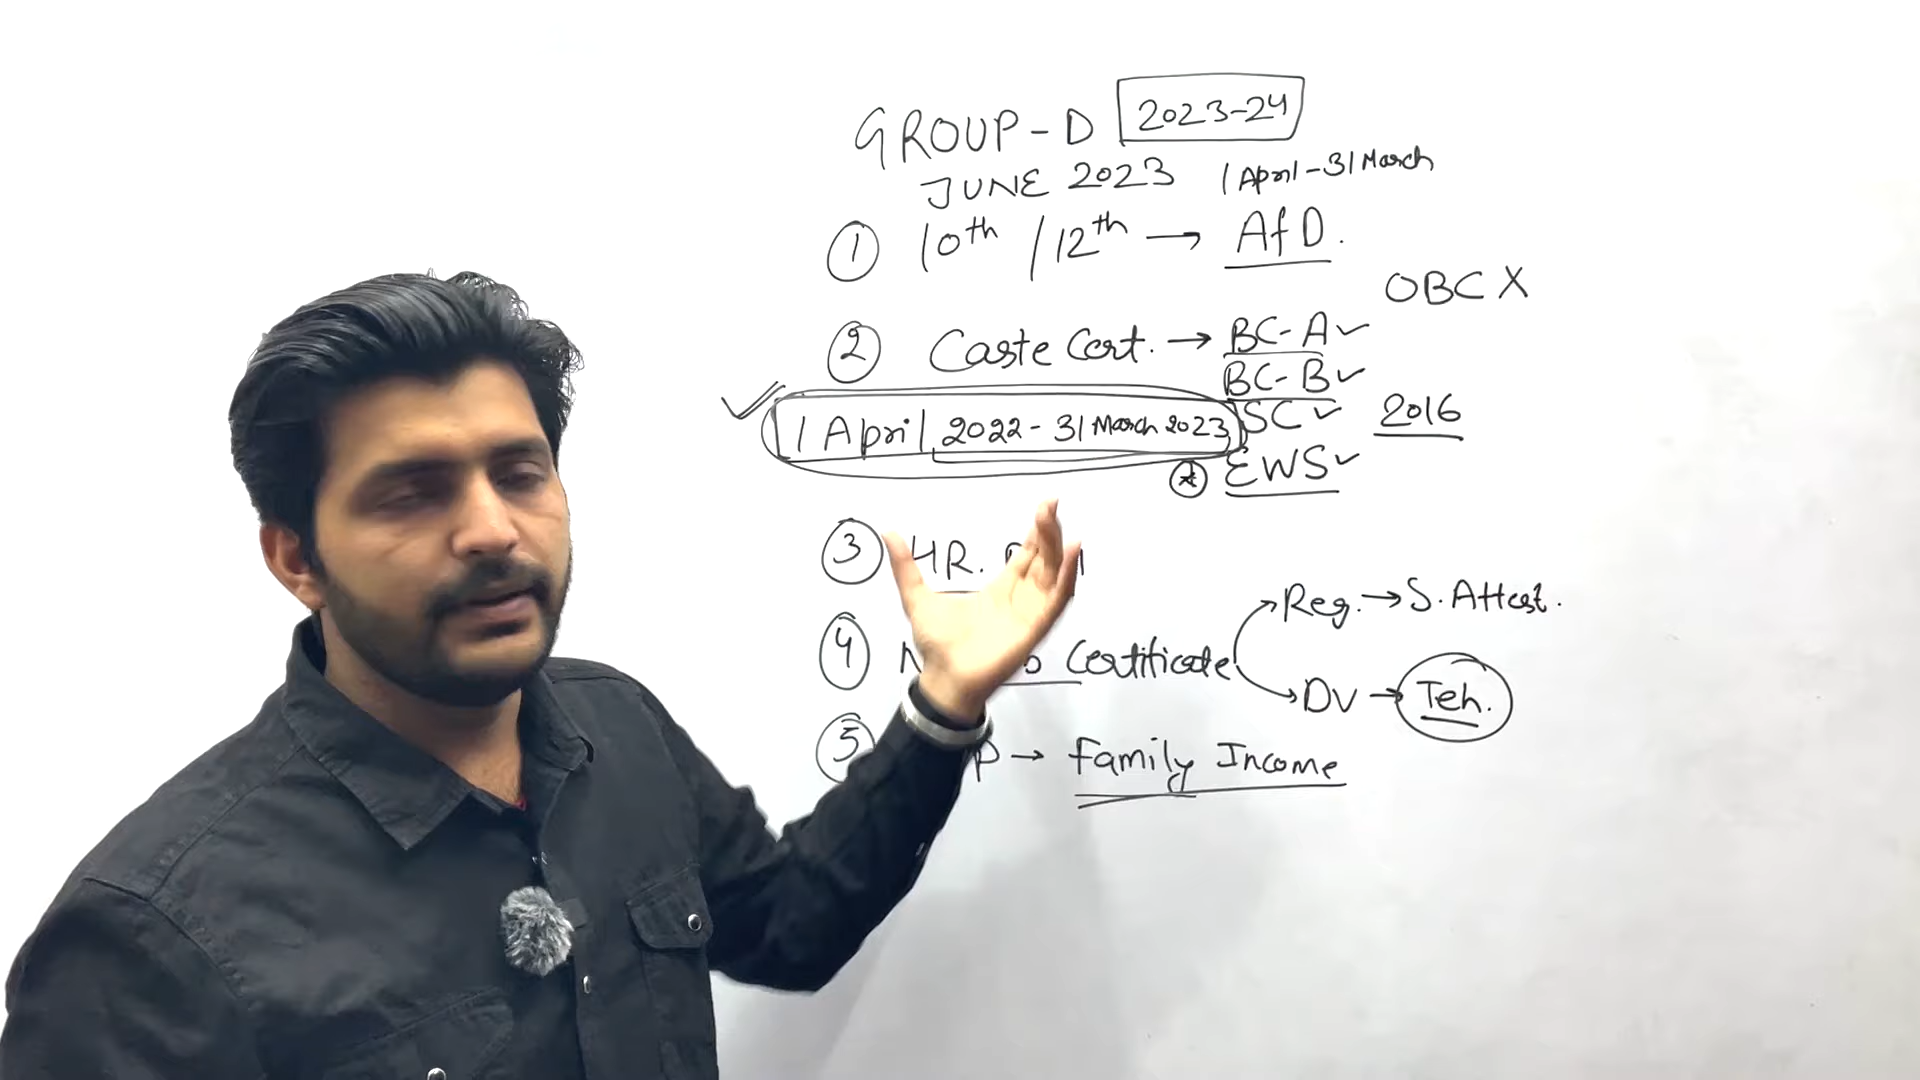 GROUP-D 2023-24
JUNE 2023 1 April-31 March
① 10th / 12th → AfD.
OBC X
② Caste Cert. → BC-A✓
BC-B✓
✓ 1 April 2022-31 March 2023 SC✓ 2016
EWS✓
③ HR.
Reg. → S. Attest.
④ Certificate
DV → Teh.
⑤ P → Family Income